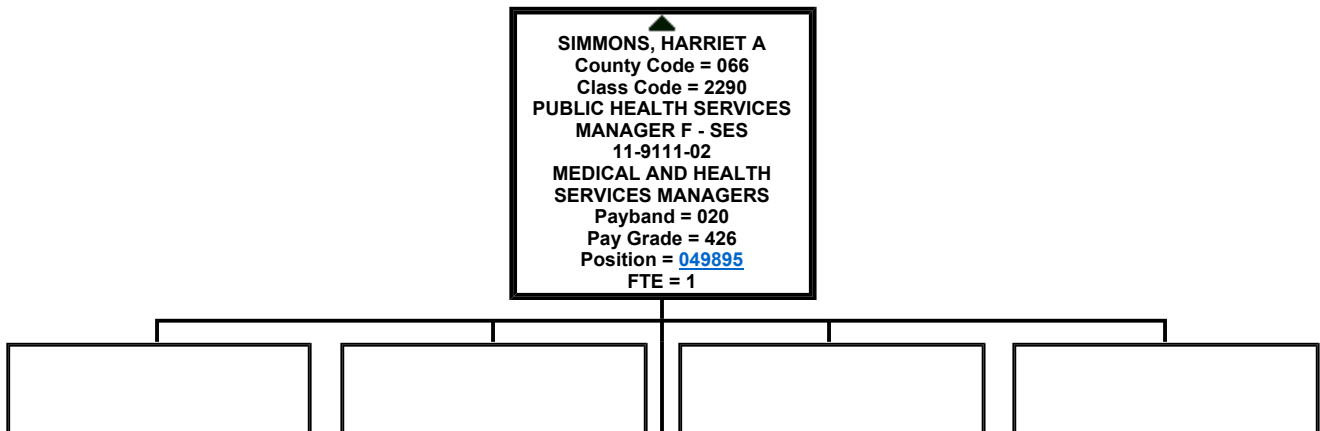 SIMMONS, HARRIET A
County Code = 066
Class Code = 2290
PUBLIC HEALTH SERVICES
MANAGER F - SES
11-9111-02
MEDICAL AND HEALTH
SERVICES MANAGERS
Payband = 020
Pay Grade = 426
Position = 049895
FTE = 1